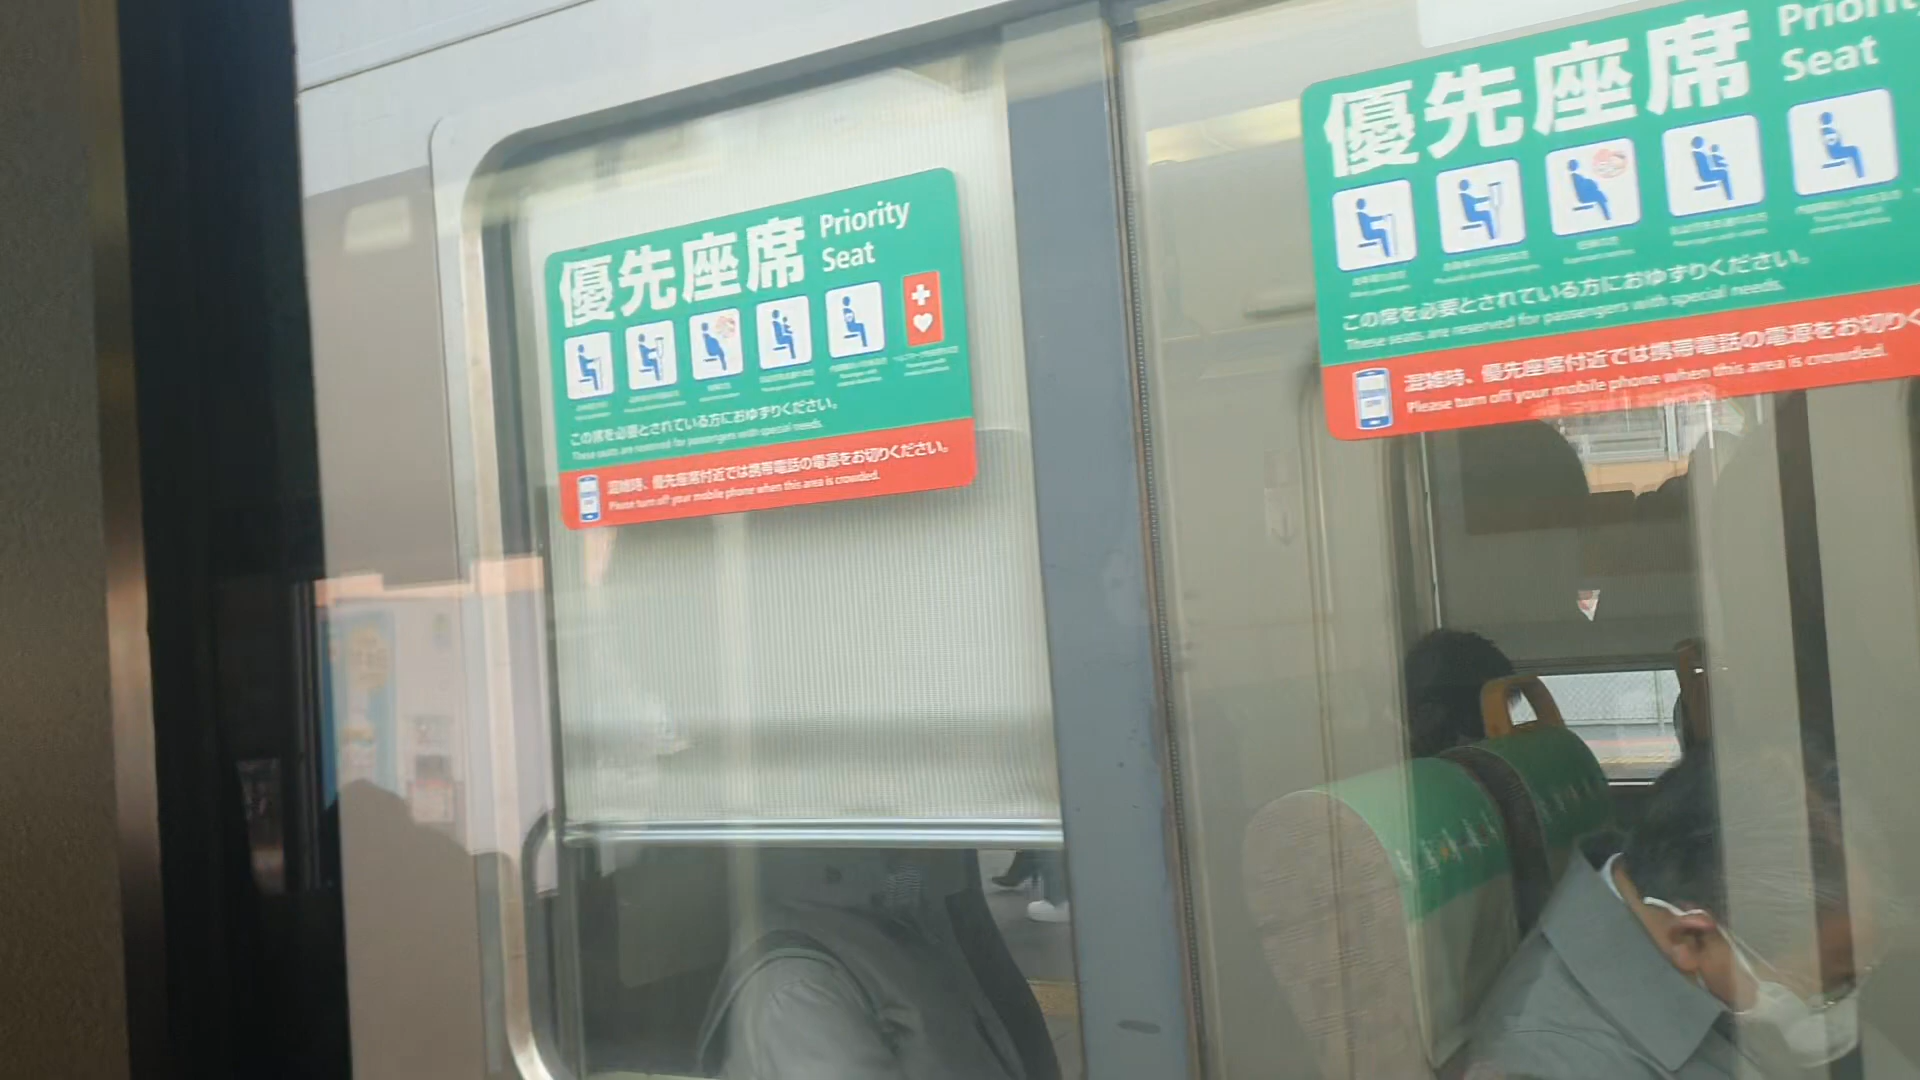 優先座席 Priority
Seat
この席を必要とされている方におゆずりください。
These seats are reserved for passengers with special needs.
混雑時、優先座席付近では携帯電話の電源をお切りください。
Please turn off your mobile phone when this area is crowded.
優先座席 Priority
Seat
この席を必要とされている方におゆずりください。
These seats are reserved for passengers with special needs.
混雑時、優先座席付近では携帯電話の電源をお切りく
Please turn off your mobile phone when this area is crowded.